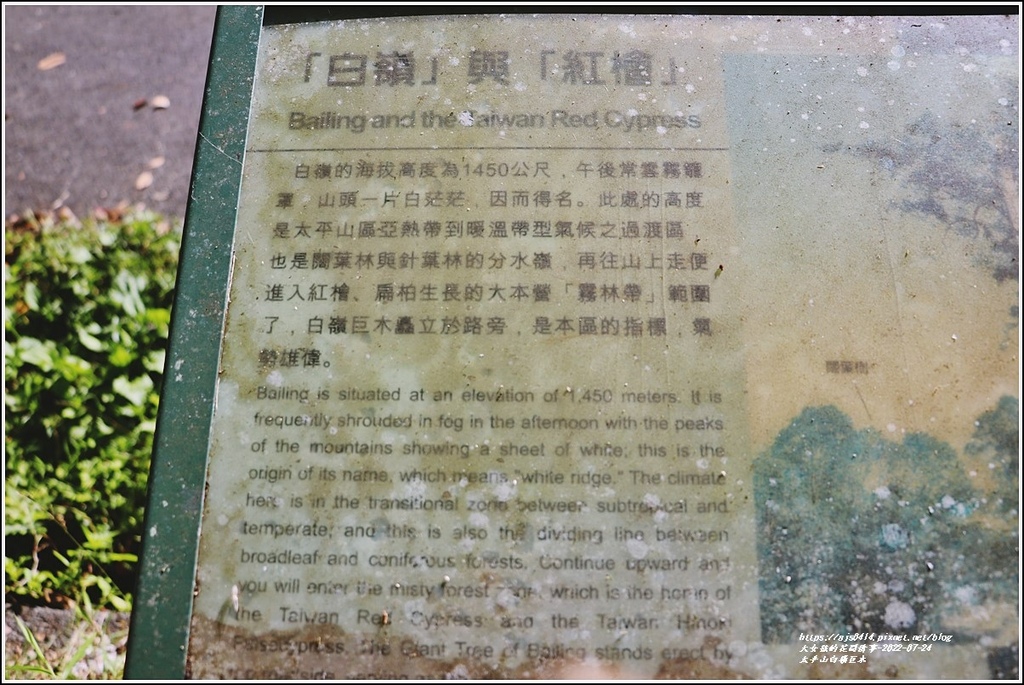 「白嶺」與「紅檜」
Bailing and the Taiwan Red Cypress
白嶺的海拔高度為1450公尺，午後常雲霧籠
罩，山頭一片白茫茫，因而得名。此處的高度
是太平山區亞熱帶到暖溫帶型氣候之過渡區，
也是闊葉林與針葉林的分水嶺，再往山上走便
進入紅檜、扁柏生長的大本營「霧林帶」範圍
了，白嶺巨木矗立於路旁，是本區的指標，氣
勢雄偉。
Bailing is situated at an elevation of 1,450 meters. It is
frequently shrouded in fog in the afternoon with the peaks
of the mountains showing a sheet of white; this is the
origin of its name, which means "white ridge." The climate
here is in the transitional zone between subtropical and
temperate; and this is also the dividing line between
broadleaf and coniferous forests. Continue upward and
you will enter the misty forest zone, which is the home of
the Taiwan Red Cypress and the Taiwan Hinoki
The Giant Tree of Bailing stands erect by
闊葉樹
https://njs0414.pixnet.net/blog
2022-07-24
太平山白嶺巨木